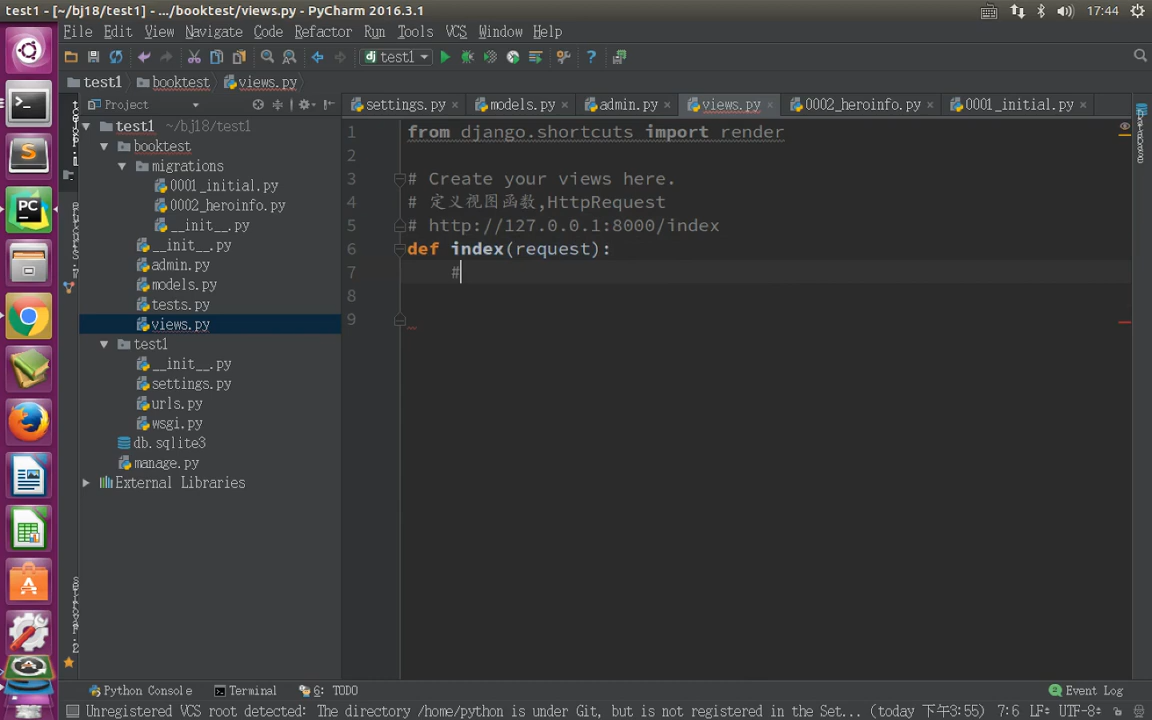 test1 - [~/bj18/test1] - .../booktest/views.py - PyCharm 2016.3.1
17:44
File Edit View Navigate Code Refactor Run Tools VCS Window Help
test1
test1 booktest views.py
Project
settings.py models.py admin.py views.py 0002_heroinfo.py 0001_initial.py
test1 ~/bj18/test1
booktest
migrations
0001_initial.py
0002_heroinfo.py
__init__.py
__init__.py
admin.py
models.py
tests.py
views.py
test1
__init__.py
settings.py
urls.py
wsgi.py
db.sqlite3
manage.py
External Libraries
1 from django.shortcuts import render
2
3 # Create your views here.
4 # 定义视图函数,HttpRequest
5 # http://127.0.0.1:8000/index
6 def index(request):
7 #
8
9
Python Console Terminal 6: TODO Event Log
Unregistered VCS root detected: The directory /home/python is under Git, but is not registered in the Set... (today 下午3:55) 7:6 LF÷ UTF-8÷